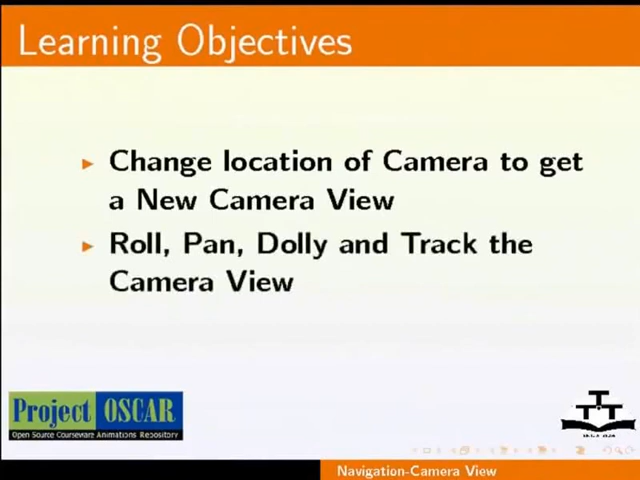 Learning Objectives
Change location of Camera to get
a New Camera View
Roll, Pan, Dolly and Track the
Camera View
Project OSCAR
Open Source Courseware Animations Repository
Navigation-Camera View